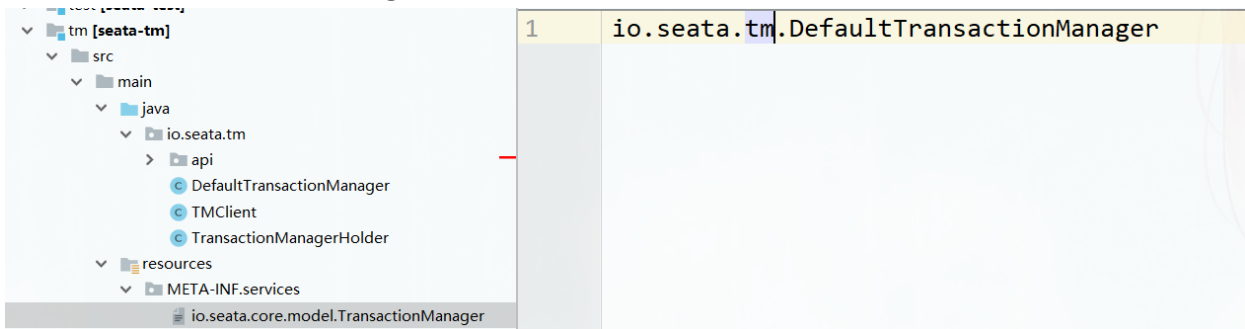 tm [seata-tm]
src
main
java
io.seata.tm
api
C DefaultTransactionManager
C TMClient
C TransactionManagerHolder
resources
META-INF.services
io.seata.core.model.TransactionManager
1 io.seata.tm.DefaultTransactionManager